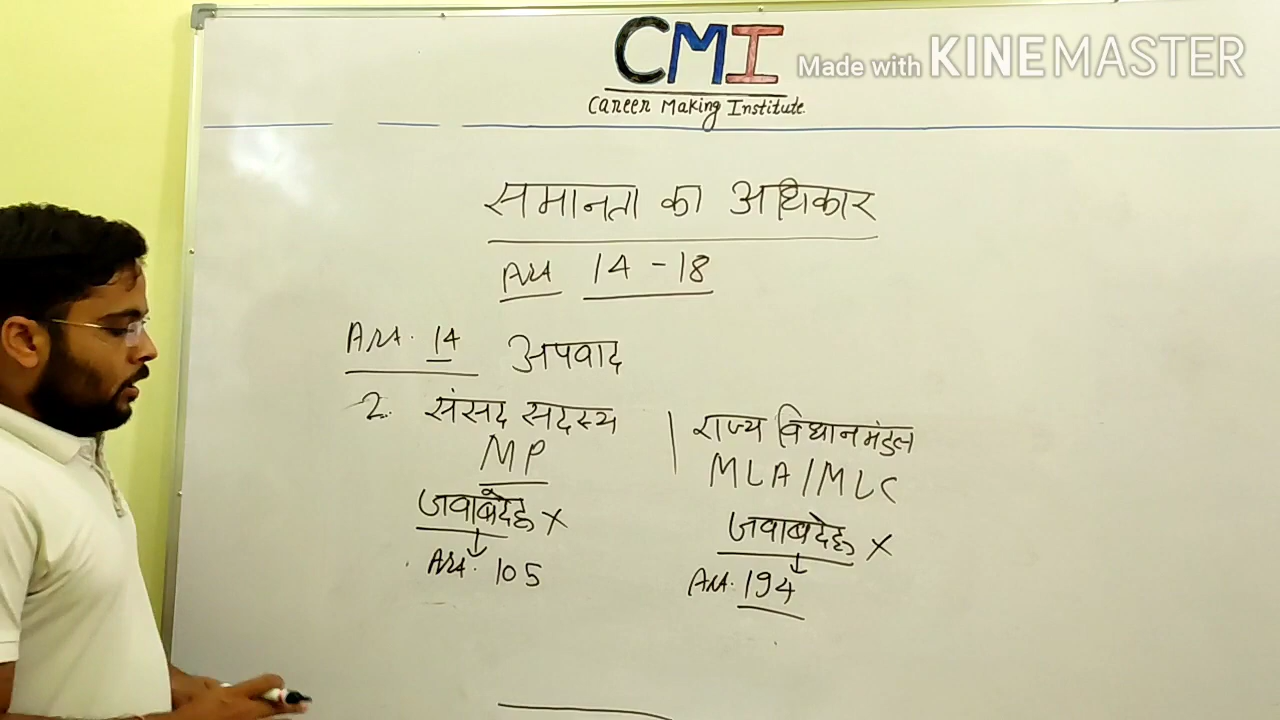 CMI
Made with KINEMASTER
Career Making Institute
समानता का अधिकार
Art 14 - 18
Art. 14 अपवाद
2. संसद सदस्य | राज्य विधानमंडल
MP
MLA/MLC
जवाबदेह X
जवाबदेह X
Art. 105
Art. 194